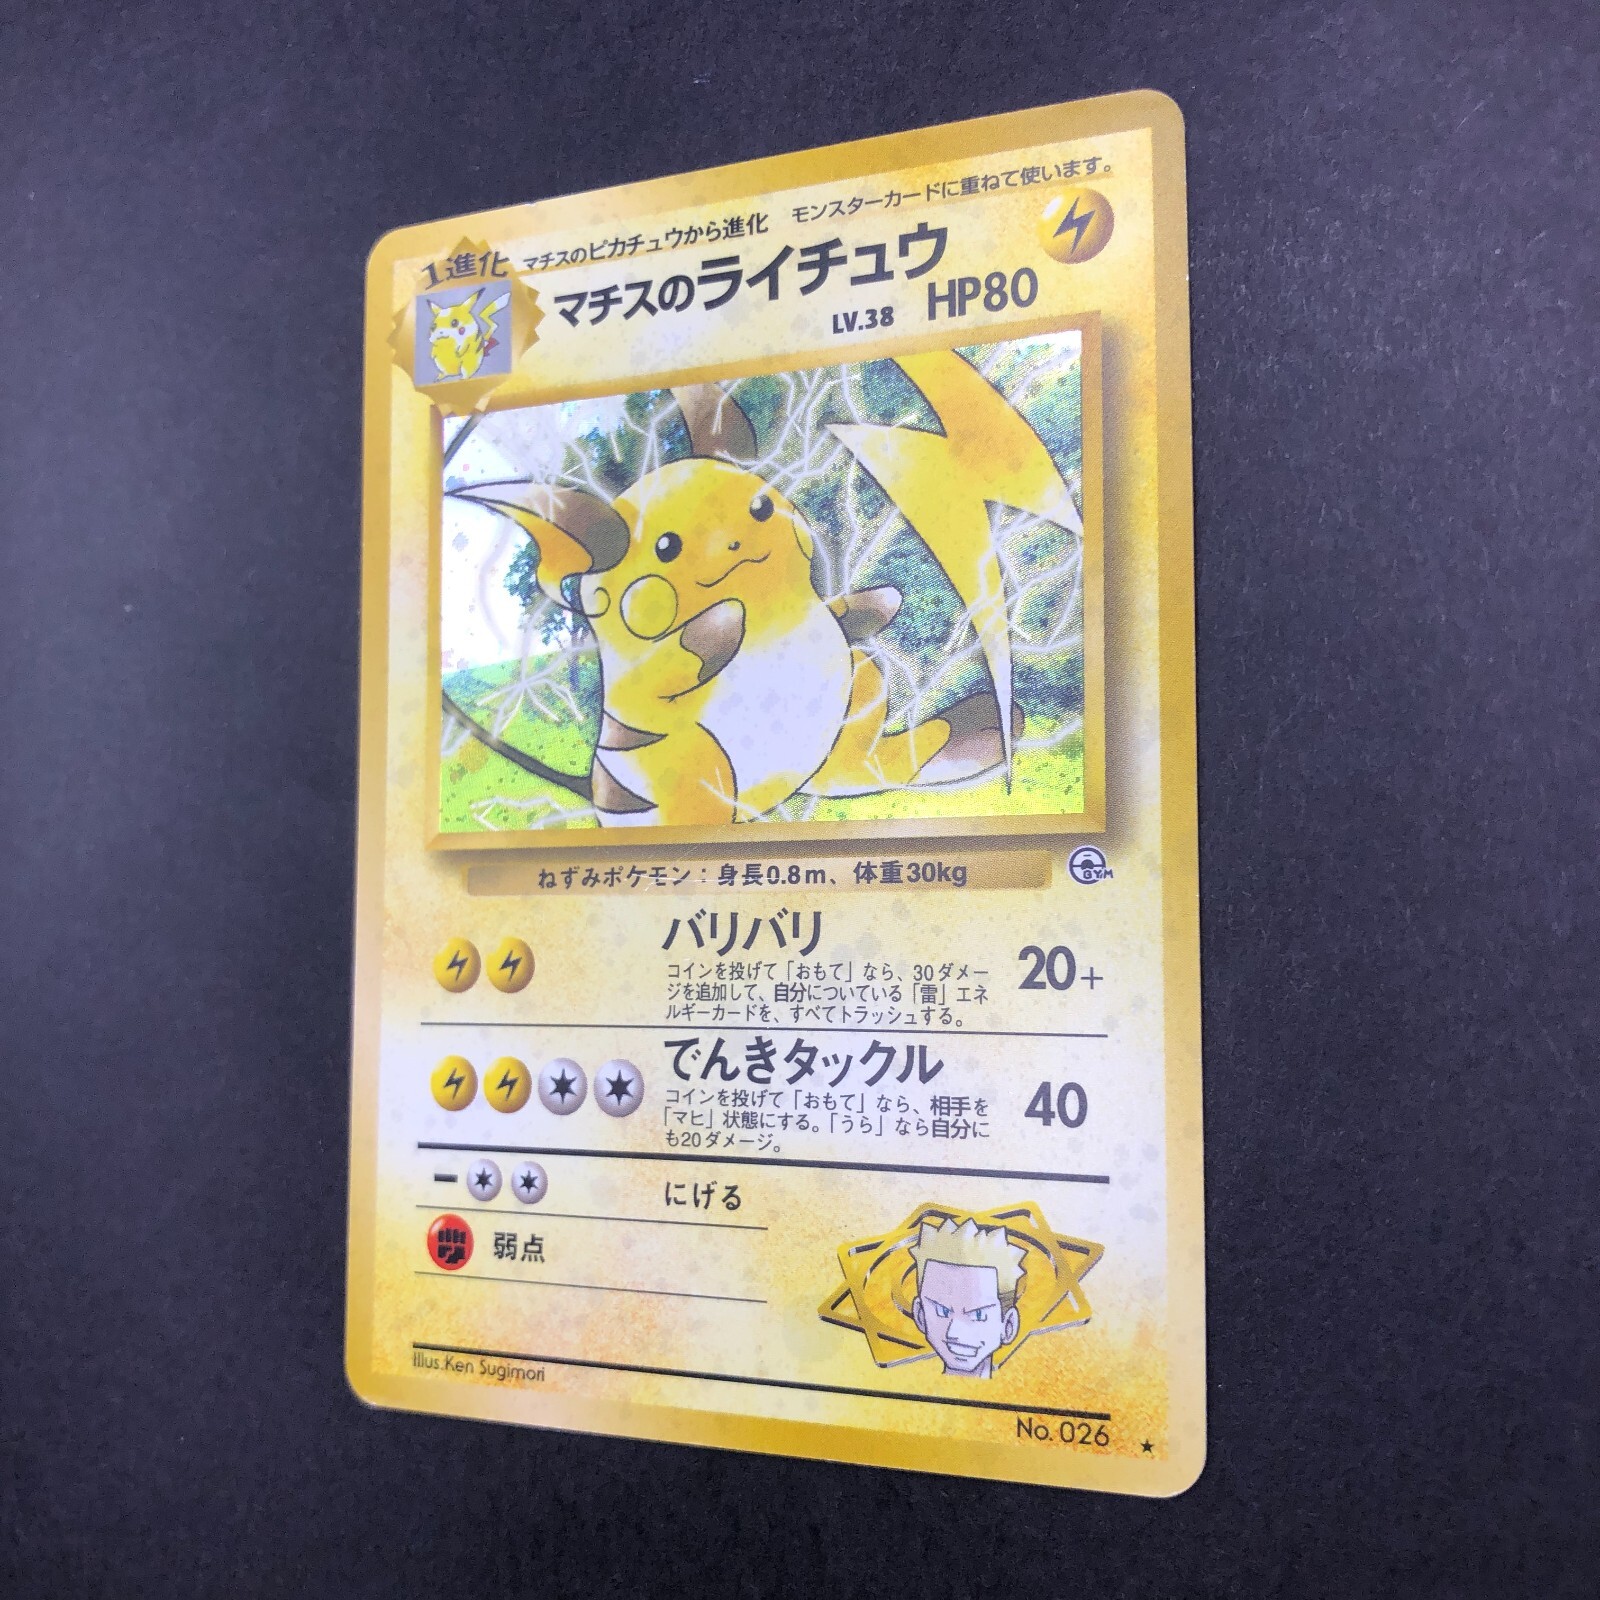 マチスのピカチュウから進化 モンスターカードに重ねて使います。
1進化
マチスのライチュウ
LV.38 HP80
ねずみポケモン：身長0.8m、体重30kg
GYM
バリバリ
20+
コインを投げて「おもて」なら、30ダメー
ジを追加して、自分についている「雷」エネ
ルギーカードを、すべてトラッシュする。
でんきタックル
40
コインを投げて「おもて」なら、相手を
「マヒ」状態にする。「うら」なら自分に
も20ダメージ。
にげる
弱点
Illus.Ken Sugimori
No.026 ★